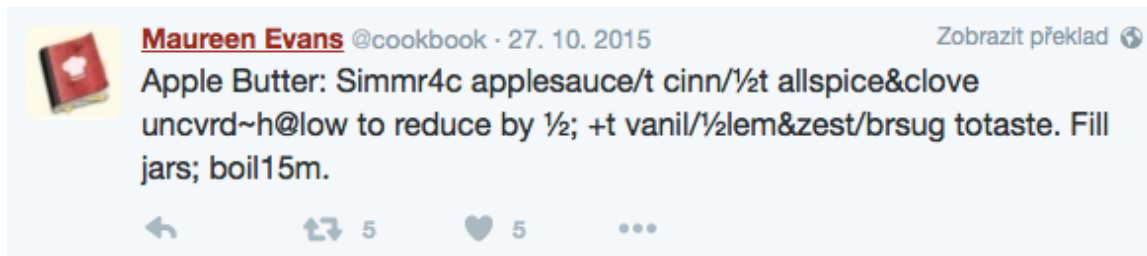 Maureen Evans @cookbook · 27. 10. 2015 Zobrazit překlad
Apple Butter: Simmr4c applesauce/t cinn/½t allspice&clove
uncvrd~h@low to reduce by ½; +t vanil/½lem&zest/brsug totaste. Fill
jars; boil15m.
5 5